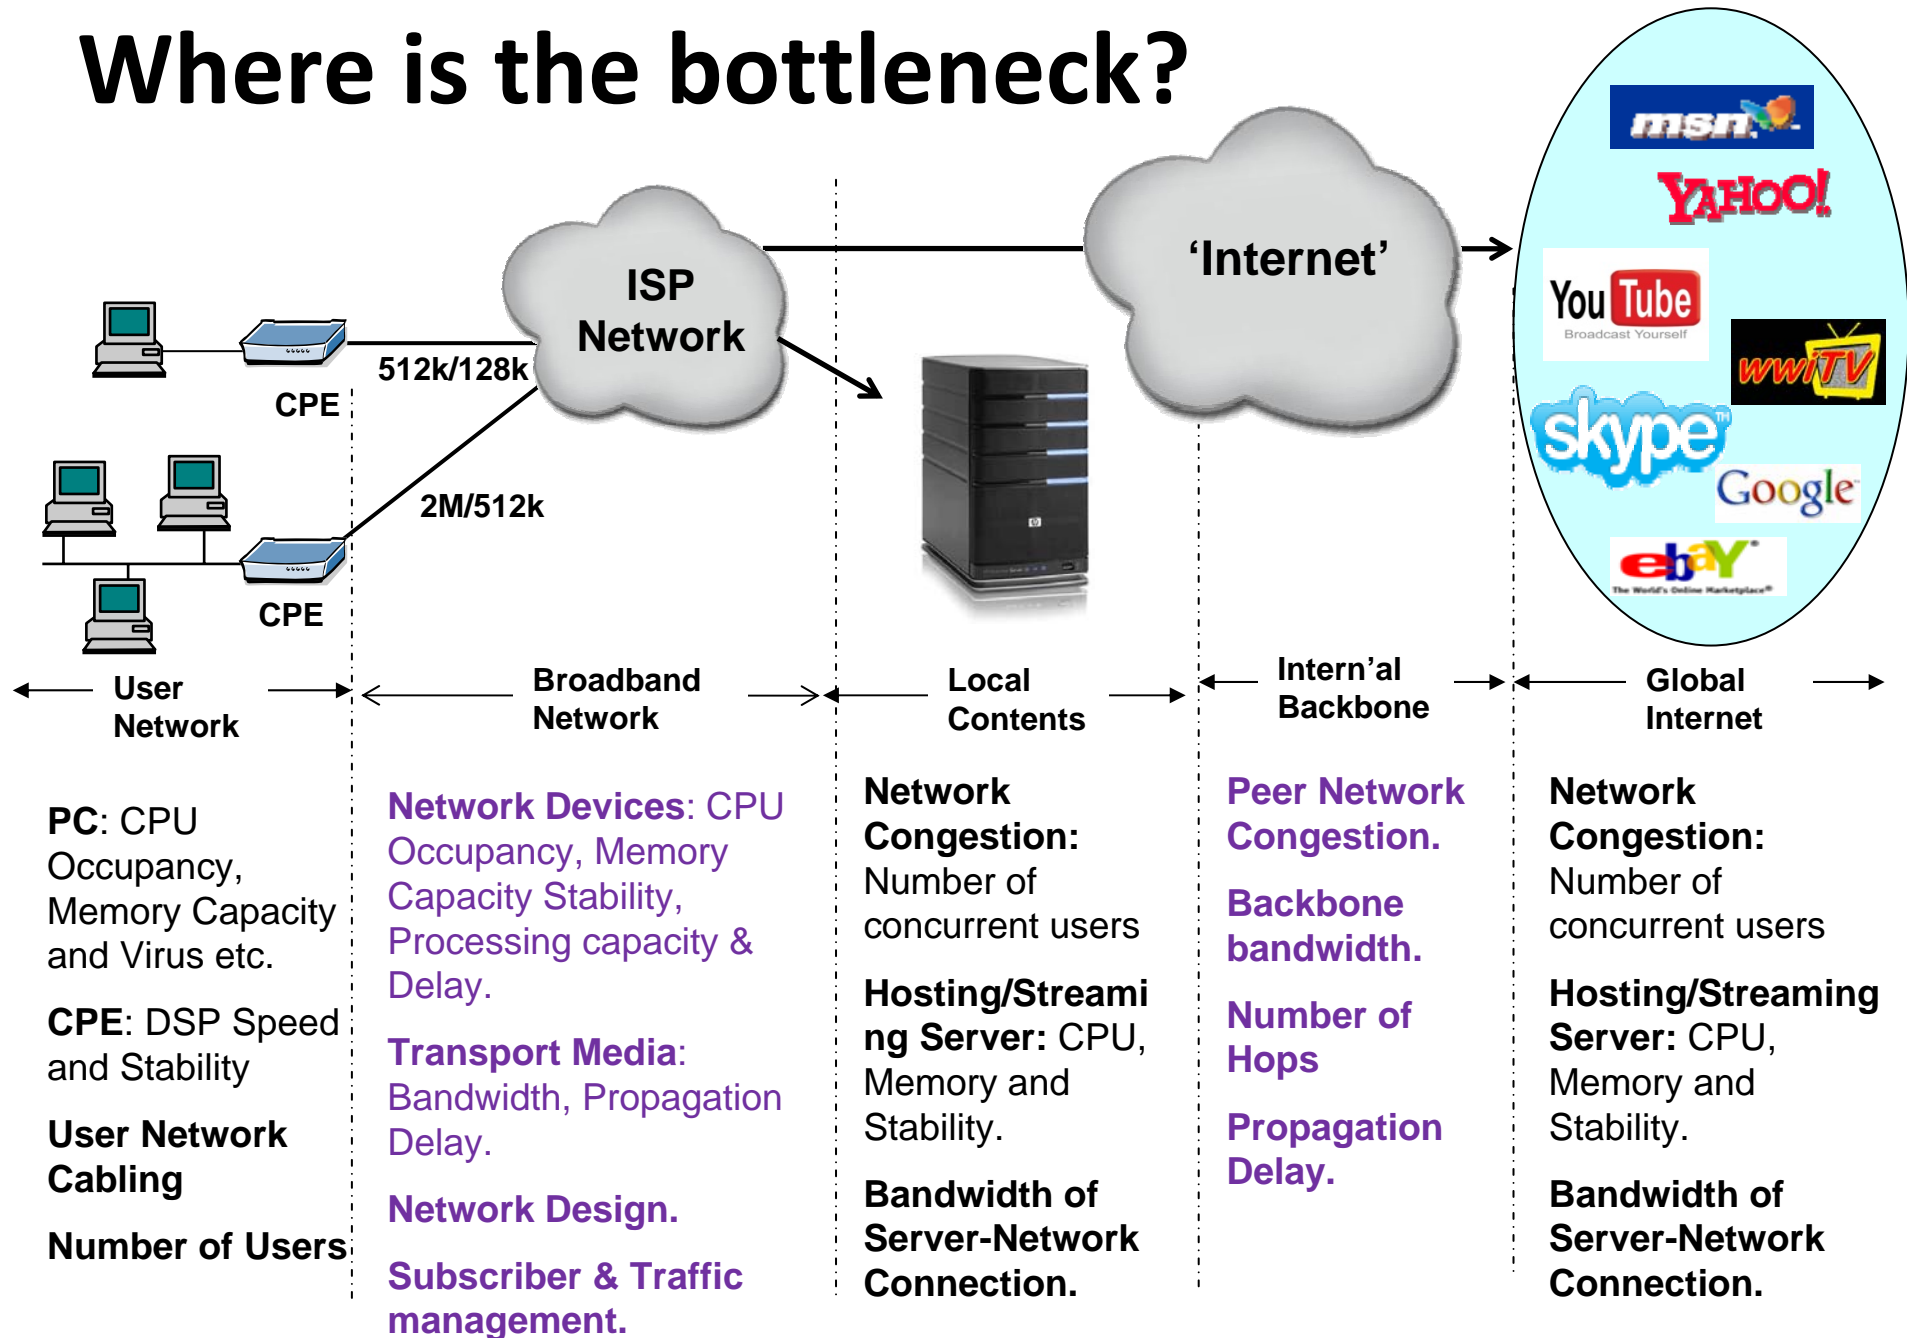 Where is the bottleneck?
msn
YAHOO!
ISP
Network
‘Internet’
You Tube
Broadcast Yourself
wwiTV
512k/128k
CPE
skype
TM
Google
2M/512k
CPE
ebaY
The World's Online Marketplace®
User
Network
Broadband
Network
Local
Contents
Intern’al
Backbone
Global
Internet
PC: CPU
Occupancy,
Memory Capacity
and Virus etc.
CPE: DSP Speed
and Stability
User Network
Cabling
Number of Users
Network Devices: CPU
Occupancy, Memory
Capacity Stability,
Processing capacity &
Delay.
Transport Media:
Bandwidth, Propagation
Delay.
Network Design.
Subscriber & Traffic
management.
Network
Congestion:
Number of
concurrent users
Hosting/Streami
ng Server: CPU,
Memory and
Stability.
Bandwidth of
Server-Network
Connection.
Peer Network
Congestion.
Backbone
bandwidth.
Number of
Hops
Propagation
Delay.
Network
Congestion:
Number of
concurrent users
Hosting/Streaming
Server: CPU,
Memory and
Stability.
Bandwidth of
Server-Network
Connection.